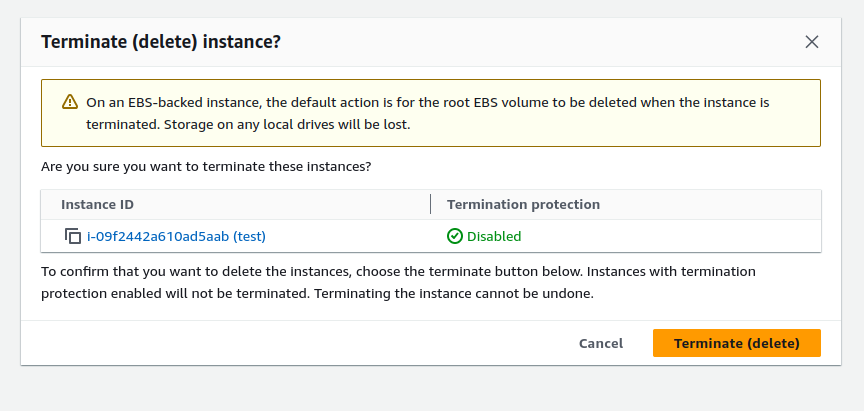 Terminate (delete) instance?
On an EBS-backed instance, the default action is for the root EBS volume to be deleted when the instance is
terminated. Storage on any local drives will be lost.
Are you sure you want to terminate these instances?
Instance ID
Termination protection
i-09f2442a610ad5aab (test)
Disabled
To confirm that you want to delete the instances, choose the terminate button below. Instances with termination
protection enabled will not be terminated. Terminating the instance cannot be undone.
Cancel
Terminate (delete)